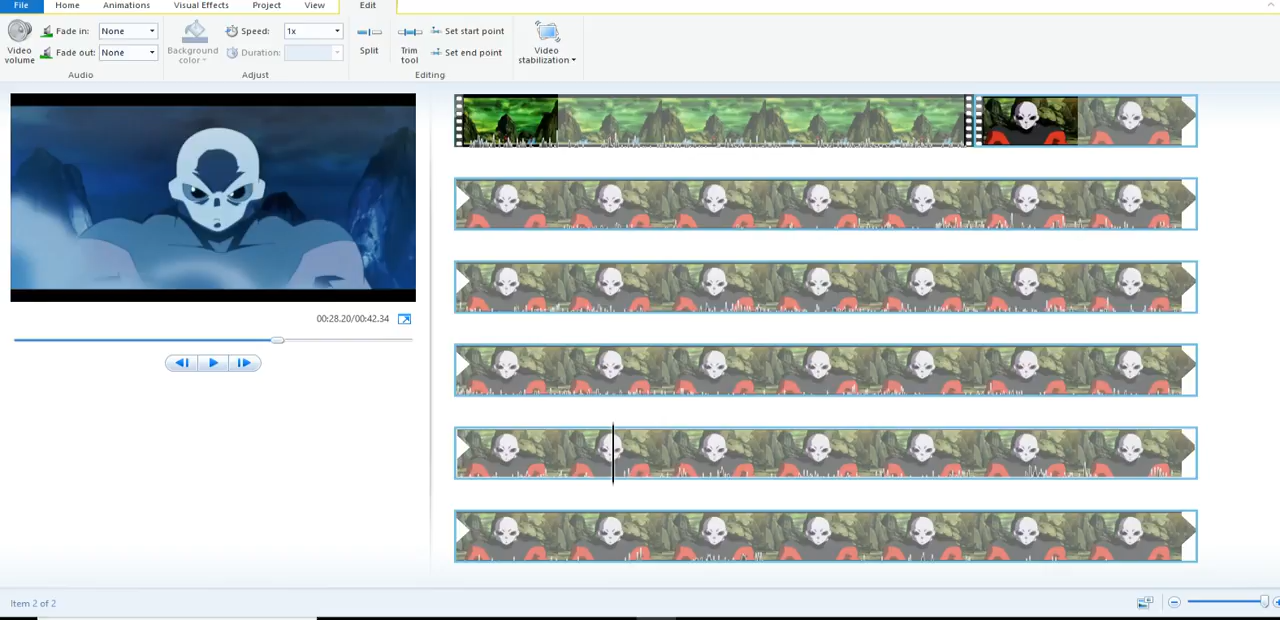 File Home Animations Visual Effects Project View Edit
Video volume
Fade in: None
Fade out: None
Audio
Background color
Speed: 1x
Duration:
Adjust
Split
Trim tool
Set start point
Set end point
Editing
Video stabilization
00:28.20/00:42.34
Item 2 of 2